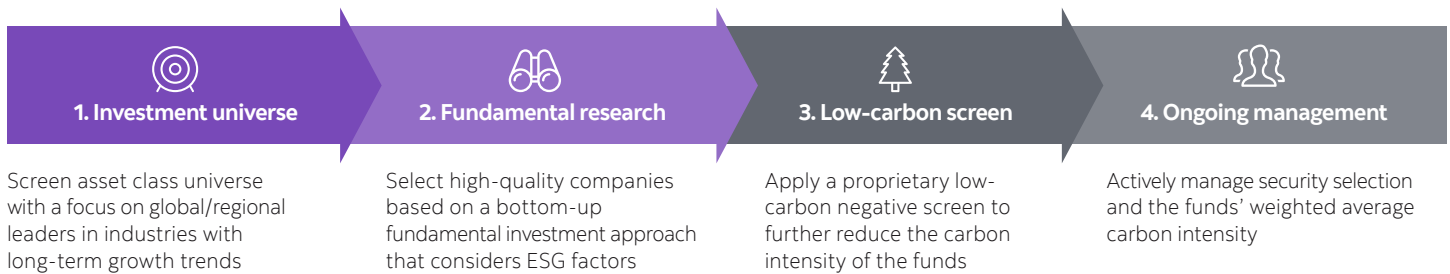 1. Investment universe
Screen asset class universe
with a focus on global/regional
leaders in industries with
long-term growth trends
2. Fundamental research
Select high-quality companies
based on a bottom-up
fundamental investment approach
that considers ESG factors
3. Low-carbon screen
Apply a proprietary low-
carbon negative screen to
further reduce the carbon
intensity of the funds
4. Ongoing management
Actively manage security selection
and the funds’ weighted average
carbon intensity